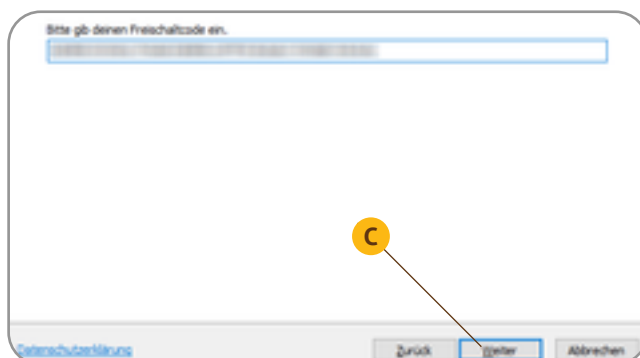 Bitte gib deinen Freischaltcode ein.
C
Datenschutzerklärung
Zurück Weiter Abbrechen